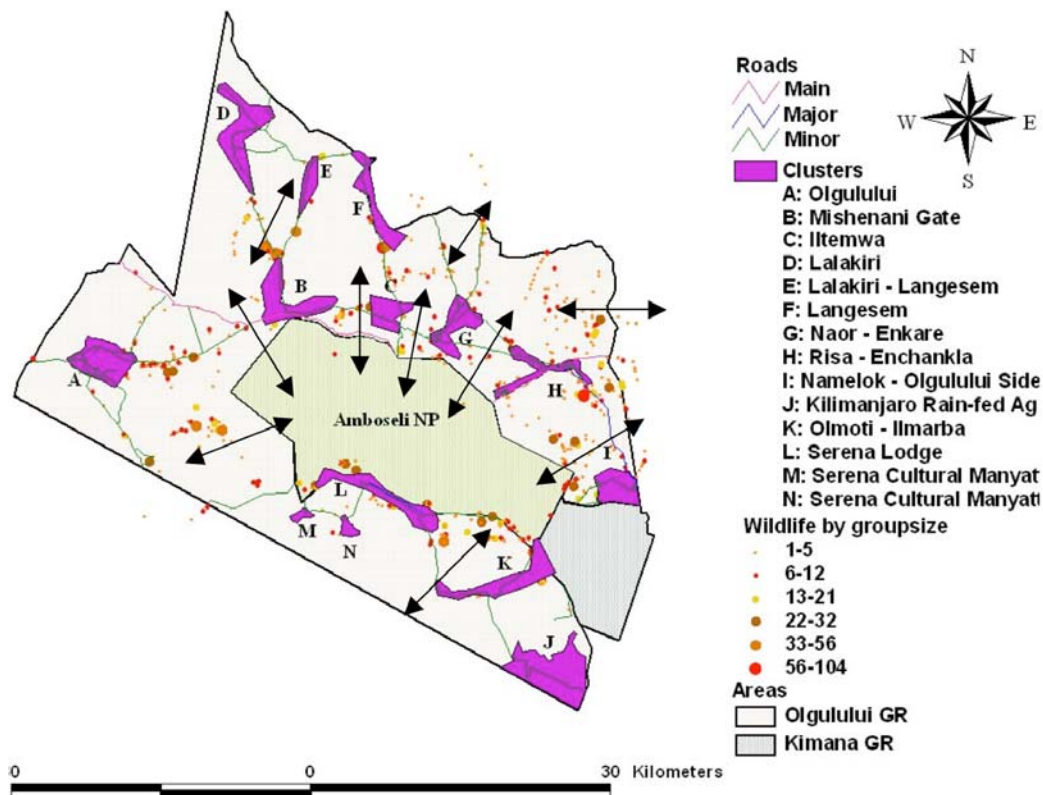 D
E
F
B
C
G
A
H
Amboseli NP
I
L
M
N
K
J
Roads
Main
Major
Minor
Clusters
A: Olgulului
B: Mishenani Gate
C: Iltemwa
D: Lalakiri
E: Lalakiri - Langesem
F: Langesem
G: Naor - Enkare
H: Risa - Enchankla
I: Namelok - Olgulului Side
J: Kilimanjaro Rain-fed Ag
K: Olmoti - Ilmarba
L: Serena Lodge
M: Serena Cultural Manyat
N: Serena Cultural Manyatt
Wildlife by groupsize
1-5
6-12
13-21
22-32
33-56
56-104
Areas
Olgulului GR
Kimana GR
N
W E
S
0 30 Kilometers